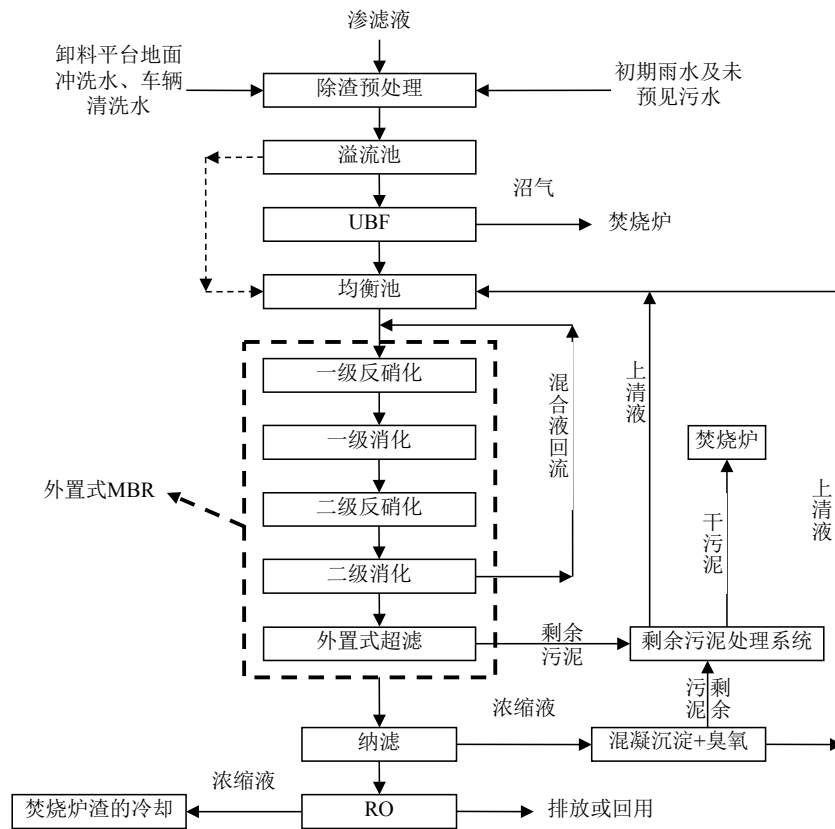 渗滤液
卸料平台地面
冲洗水、车辆
清洗水
除渣预处理
初期雨水及未
预见污水
溢流池
沼气
UBF
焚烧炉
均衡池
一级反硝化
混合液回流
上清液
一级消化
焚烧炉
外置式MBR
二级反硝化
干污泥
上清液
二级消化
外置式超滤
剩余
污泥
剩余污泥处理系统
剩余
污泥
浓缩液
纳滤
混凝沉淀+臭氧
浓缩液
焚烧炉渣的冷却
RO
排放或回用